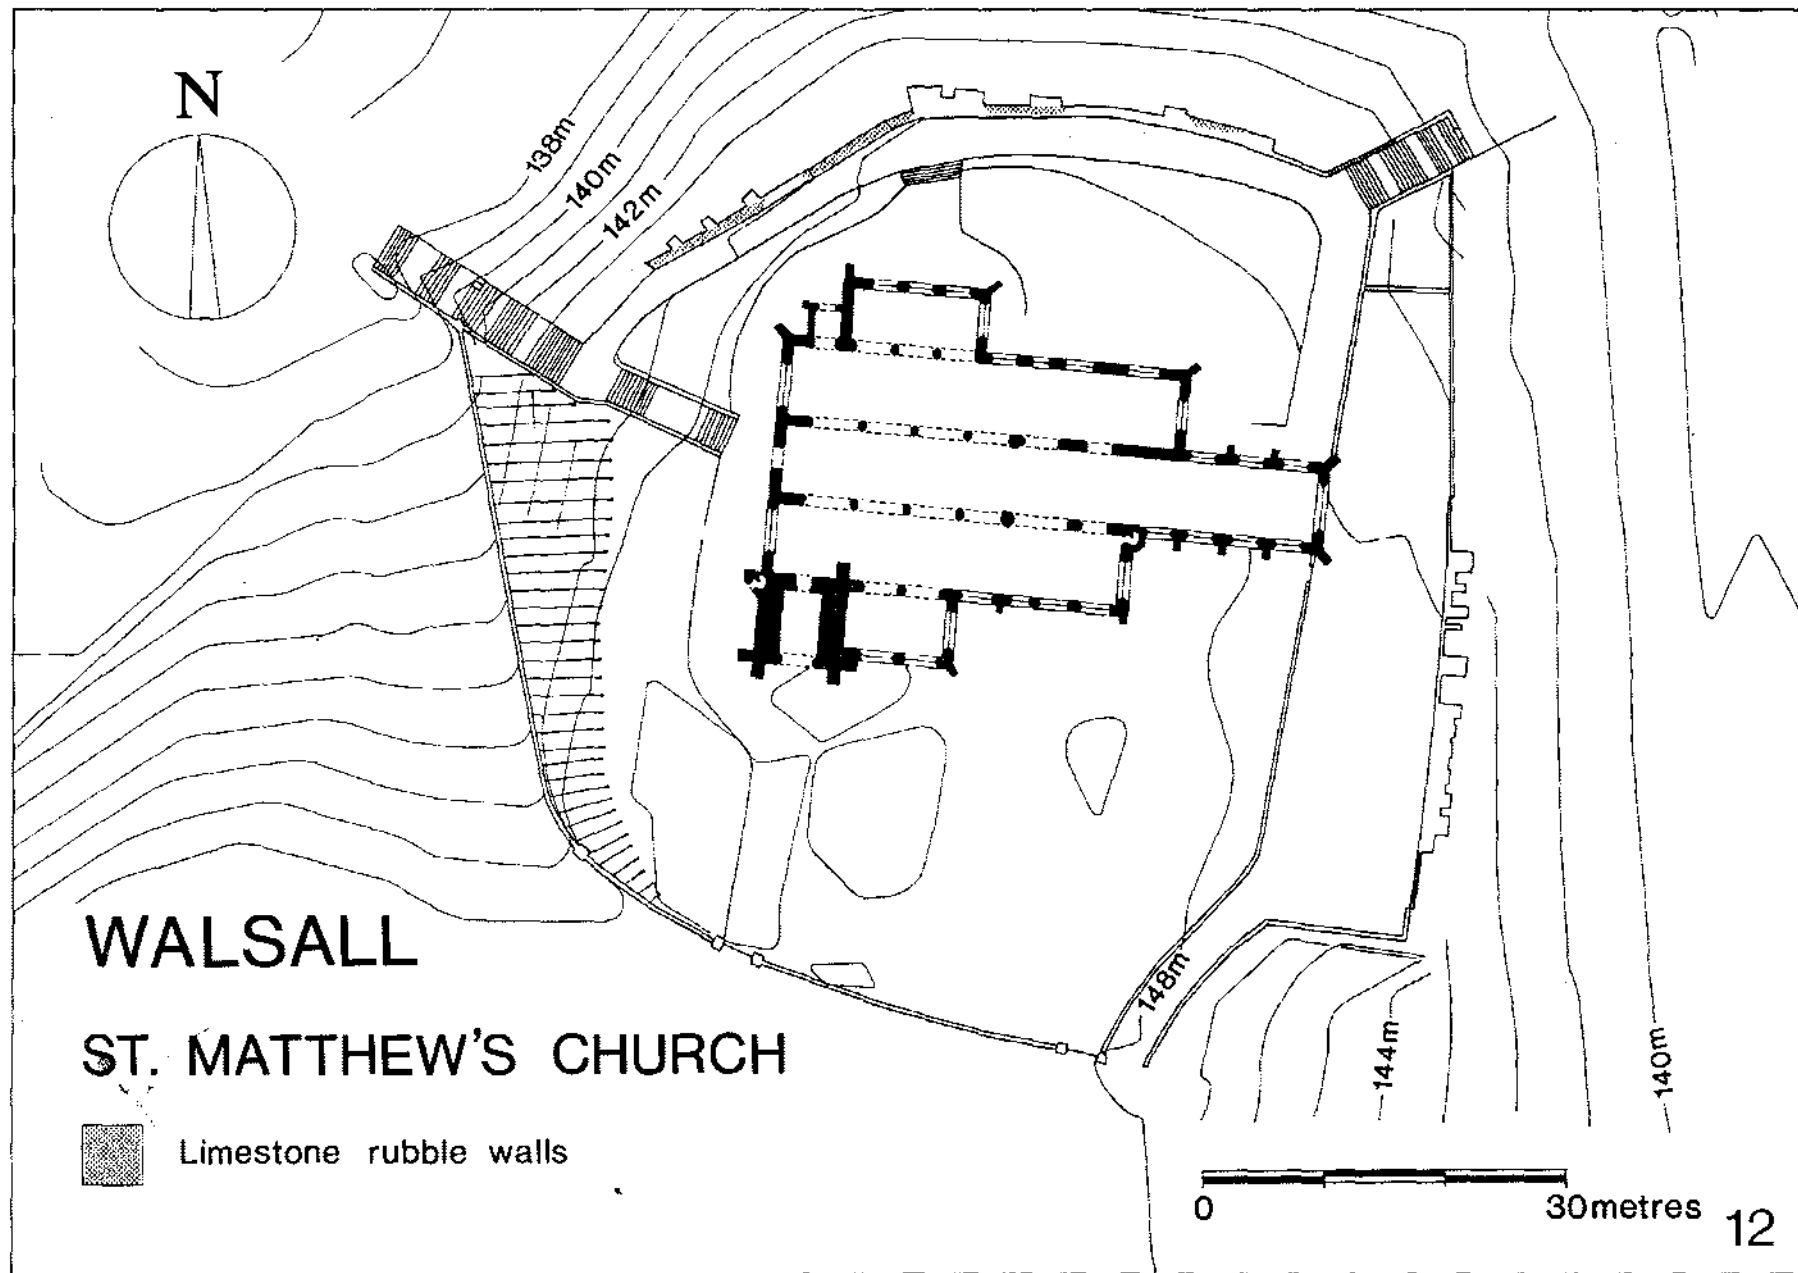 N
138m
140m
142m
WALSALL
ST. MATTHEW'S CHURCH
Limestone rubble walls
148m
144m
140m
0 30metres
12